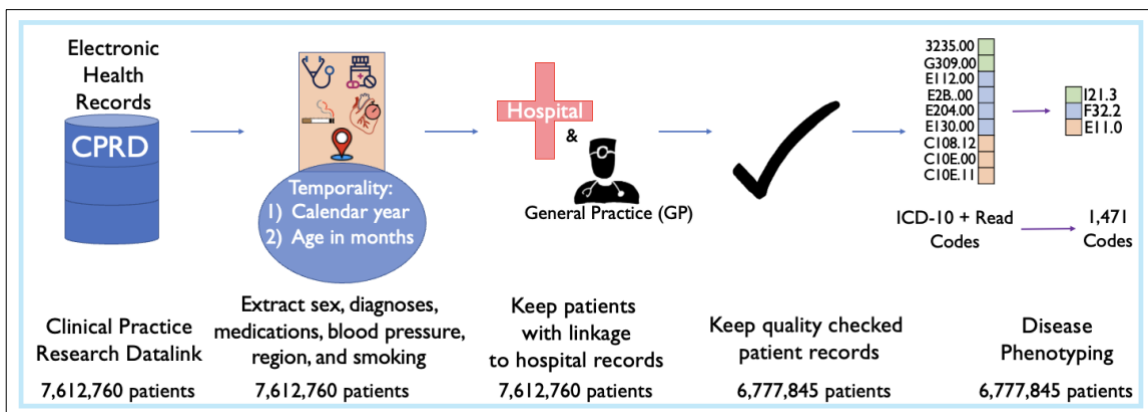 Electronic
Health
Records
CPRD
Temporality:
1) Calendar year
2) Age in months
Hospital
&
General Practice (GP)
3235.00
G309.00
E112.00
E2B..00
E204.00
E130.00
C108.12
C10E.00
C10E.11
I21.3
F32.2
E11.0
ICD-10 + Read
Codes
1,471
Codes
Clinical Practice
Research Datalink
7,612,760 patients
Extract sex, diagnoses,
medications, blood pressure,
region, and smoking
7,612,760 patients
Keep patients
with linkage
to hospital records
7,612,760 patients
Keep quality checked
patient records
6,777,845 patients
Disease
Phenotyping
6,777,845 patients